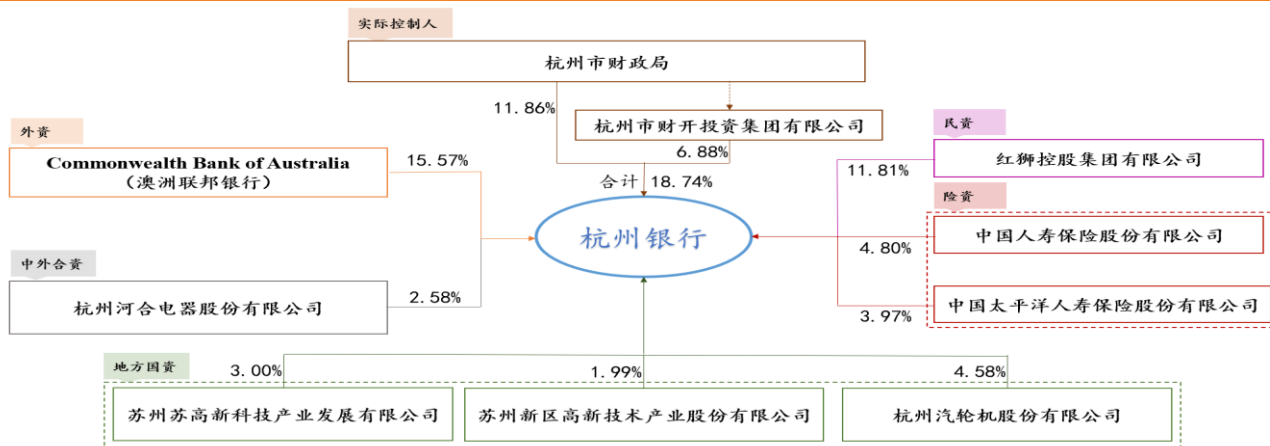 实际控制人
杭州市财政局
11.86%
杭州市财开投资集团有限公司
6.88%
合计 18.74%
外资
Commonwealth Bank of Australia
（澳洲联邦银行）
15.57%
中外合资
杭州河合电器股份有限公司
2.58%
杭州银行
民资
红狮控股集团有限公司
11.81%
险资
中国人寿保险股份有限公司
4.80%
中国太平洋人寿保险股份有限公司
3.97%
地方国资
3.00%
1.99%
4.58%
苏州苏高新科技产业发展有限公司
苏州新区高新技术产业股份有限公司
杭州汽轮机股份有限公司